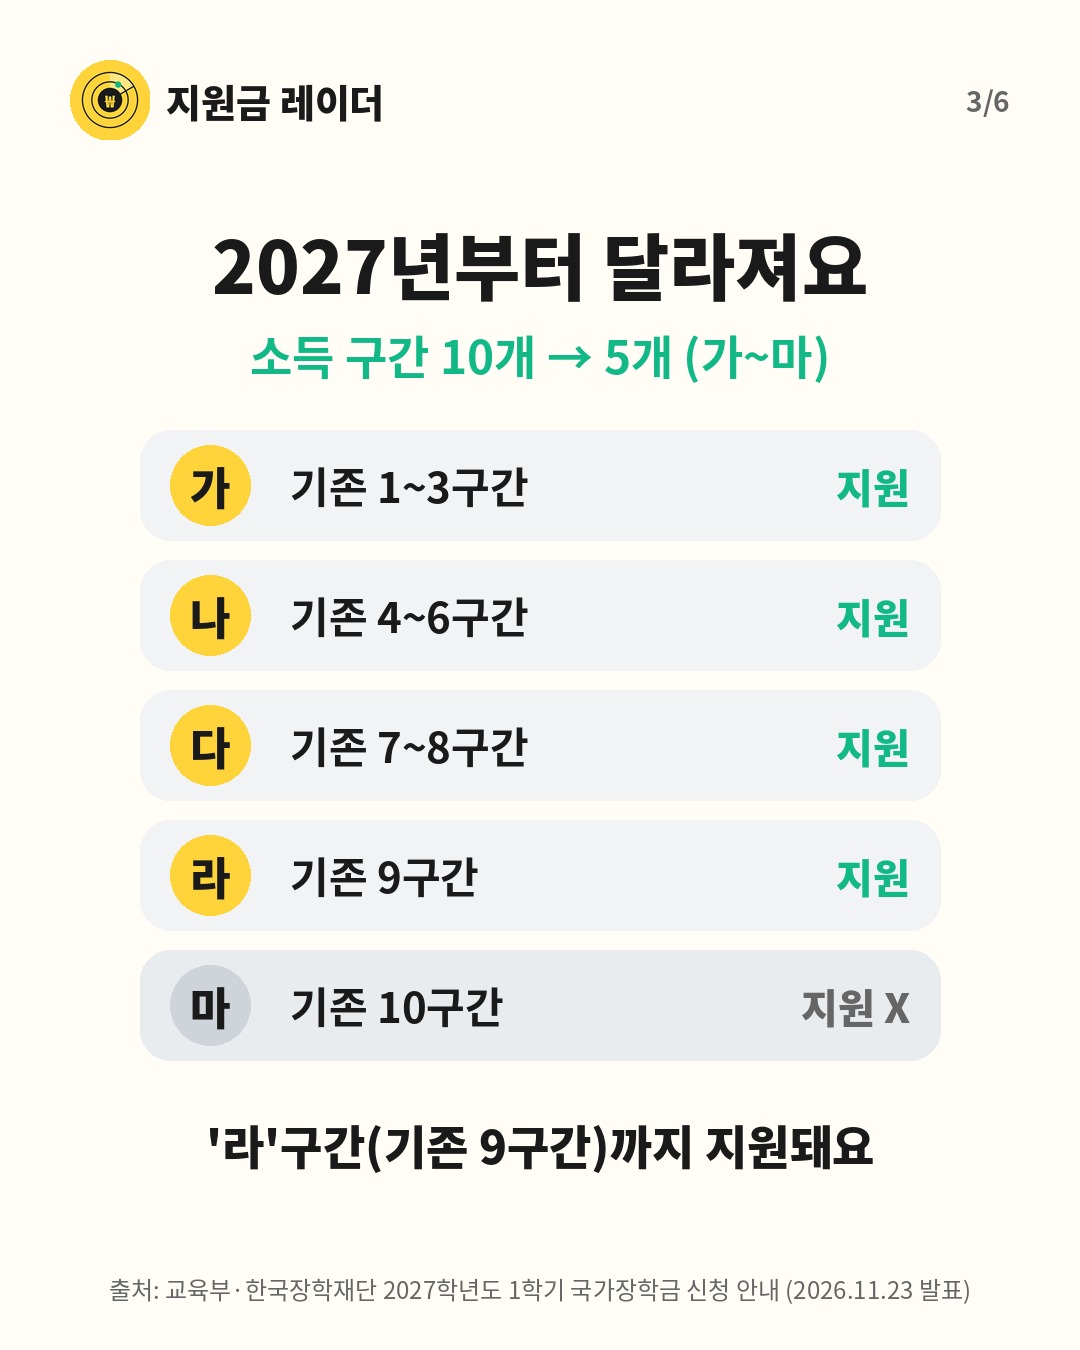 ₩
지원금 레이더
3/6
2027년부터 달라져요
소득 구간 10개 → 5개 (가~마)
가 기존 1~3구간 지원
나 기존 4~6구간 지원
다 기존 7~8구간 지원
라 기존 9구간 지원
마 기존 10구간 지원 X
'라'구간(기존 9구간)까지 지원돼요
출처: 교육부·한국장학재단 2027학년도 1학기 국가장학금 신청 안내 (2026.11.23 발표)